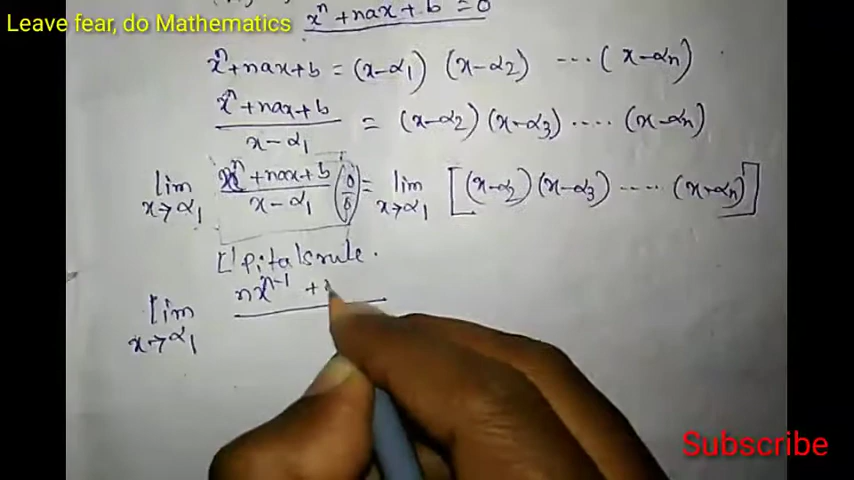 Leave fear, do Mathematics
xⁿ+nax+b =0
xⁿ+nax+b = (x-α₁) (x-α₂) ---- (x-αₙ)
xⁿ+nax+b / x-α₁ = (x-α₂) (x-α₃) ..... (x-αₙ)
lim x→α₁ xⁿ+nax+b / x-α₁ (0/0) = lim x→α₁ [(x-α₂) (x-α₃) ----- (x-αₙ)]
L'pitals rule.
lim x→α₁ nxⁿ⁻¹ +
Subscribe